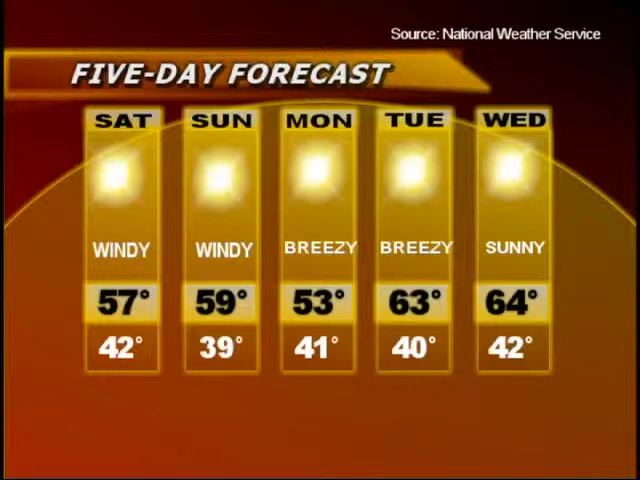 Source: National Weather Service
FIVE-DAY FORECAST
SAT SUN MON TUE WED
WINDY WINDY BREEZY BREEZY SUNNY
57° 59° 53° 63° 64°
42° 39° 41° 40° 42°